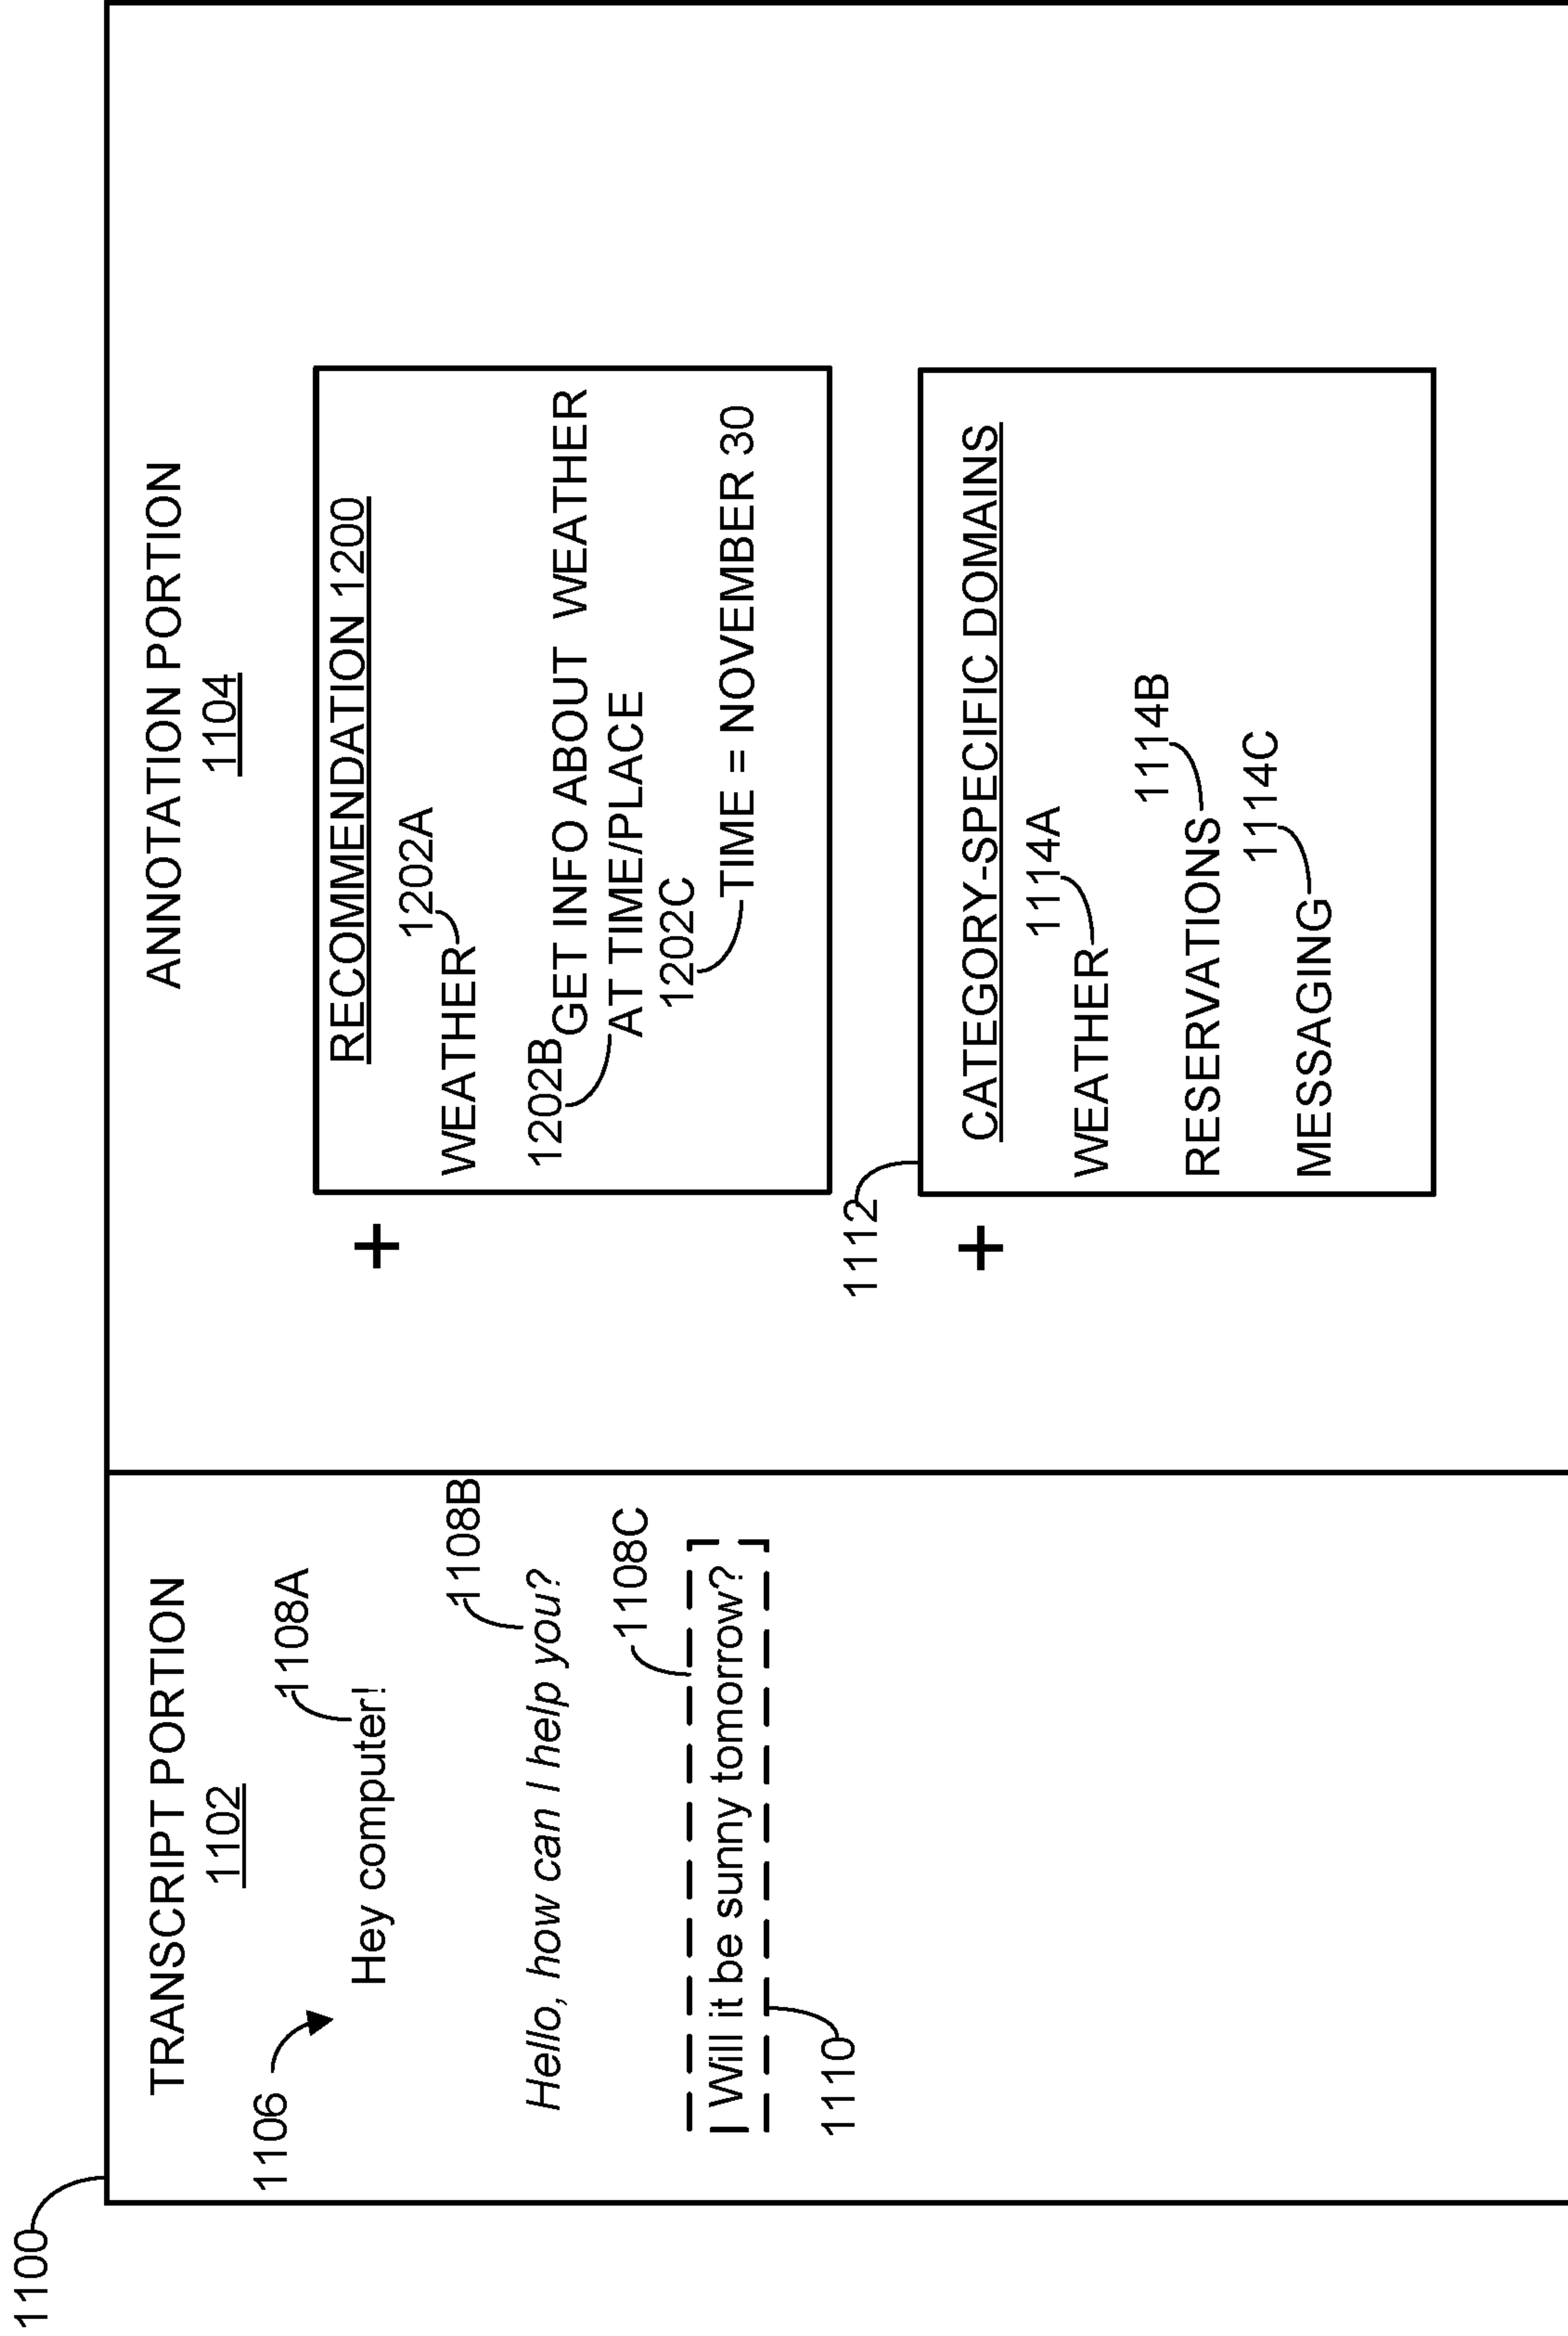 1100
TRANSCRIPT PORTION
1102
1106
1108A
Hey computer!
1108B
Hello, how can I help you?
1108C
Will it be sunny tomorrow?
1110
ANNOTATION PORTION
1104
+
RECOMMENDATION 1200
1202A
WEATHER
1202B
GET INFO ABOUT WEATHER
AT TIME/PLACE
1202C
TIME = NOVEMBER 30
1112
+
CATEGORY-SPECIFIC DOMAINS
1114A
WEATHER
1114B
RESERVATIONS
1114C
MESSAGING